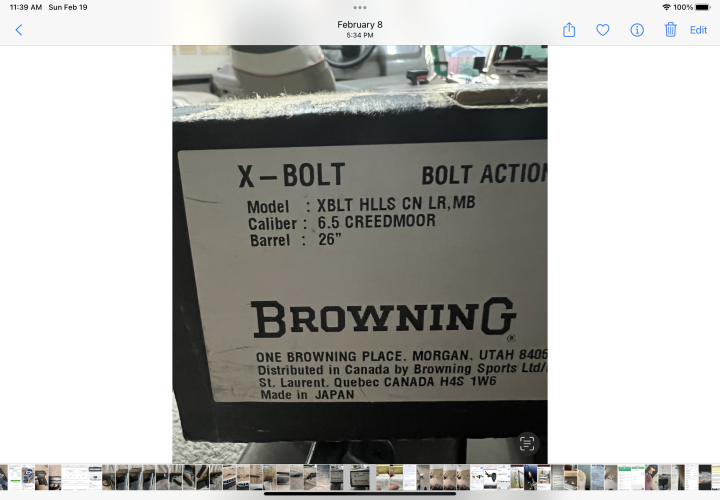 11:39 AM Sun Feb 19
100%
February 8
5:34 PM
Edit
X-BOLT BOLT ACTION
Model : XBLT HLLS CN LR,MB
Caliber : 6.5 CREEDMOOR
Barrel : 26”
BROWNING®
ONE BROWNING PLACE. MORGAN. UTAH 8405
Distributed in Canada by Browning Sports Ltd/
St. Laurent. Quebec CANADA H4S 1W6
Made in JAPAN